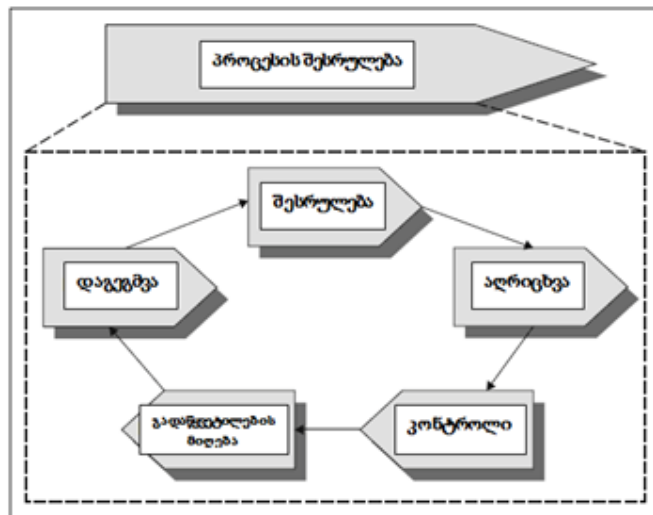 პროცესის შესრულება
შესრულება
დაგეგმვა
აღრიცხვა
გადაწყვეტილების
მიღება
კონტროლი